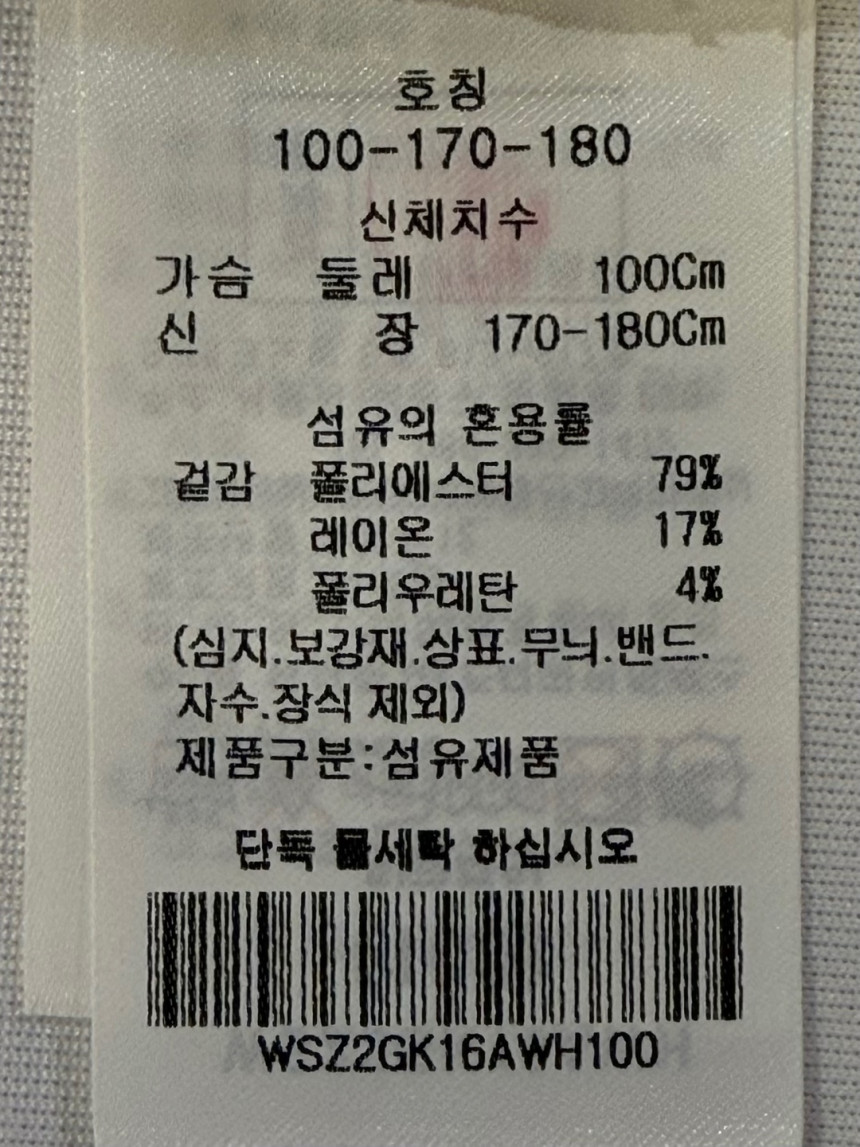 호칭
100-170-180
신체치수
가슴 둘레 100Cm
신 장 170-180Cm
섬유의 혼용률
겉감 폴리에스터 79%
레이온 17%
폴리우레탄 4%
(심지.보강재.상표.무늬.밴드.
자수.장식 제외)
제품구분:섬유제품
단독 물세탁 하십시오
WSZ2GK16AWH100